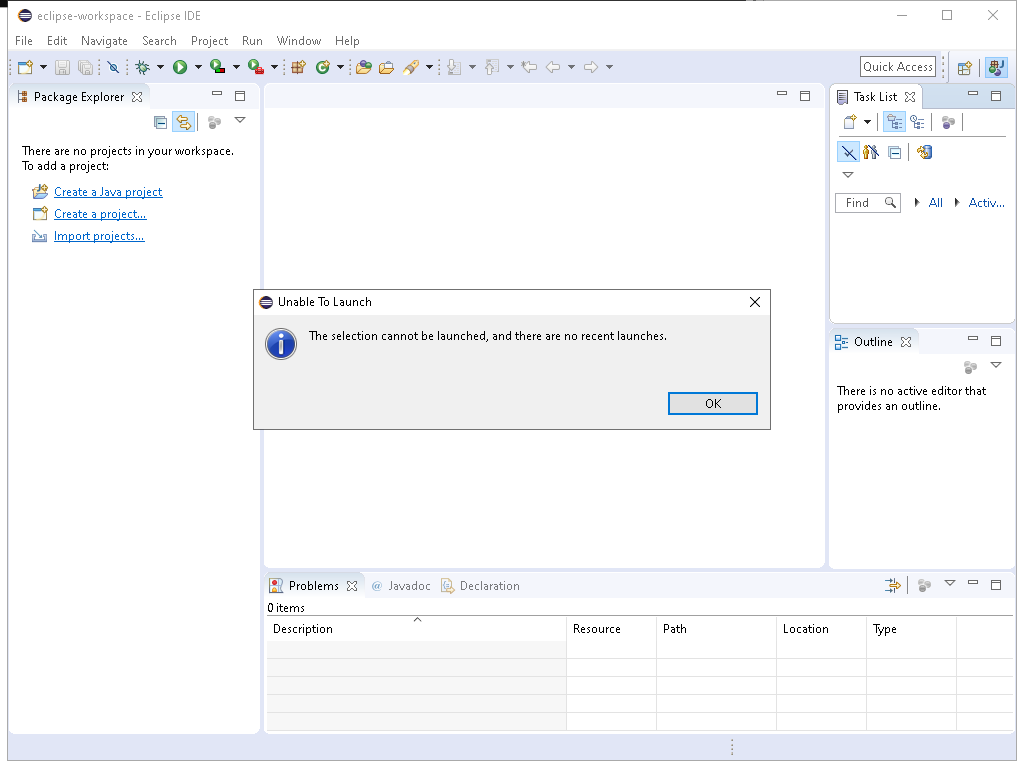 eclipse-workspace - Eclipse IDE
File Edit Navigate Search Project Run Window Help
Quick Access
Package Explorer
There are no projects in your workspace.
To add a project:
Create a Java project
Create a project...
Import projects...
Task List
Find All Activ...
Unable To Launch
The selection cannot be launched, and there are no recent launches.
OK
Outline
There is no active editor that
provides an outline.
Problems @ Javadoc Declaration
0 items
Description Resource Path Location Type